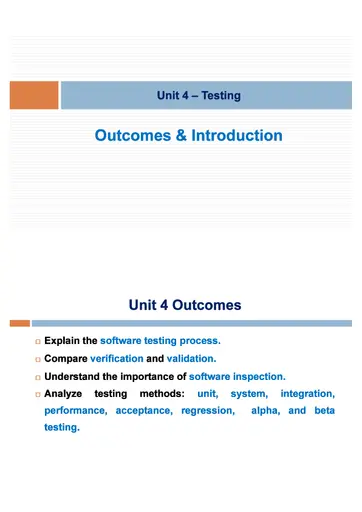 Unit 4 – Testing
Outcomes & Introduction
Unit 4 Outcomes
Explain the software testing process.
Compare verification and validation.
Understand the importance of software inspection.
Analyze testing methods: unit, system, integration,
performance, acceptance, regression, alpha, and beta
testing.